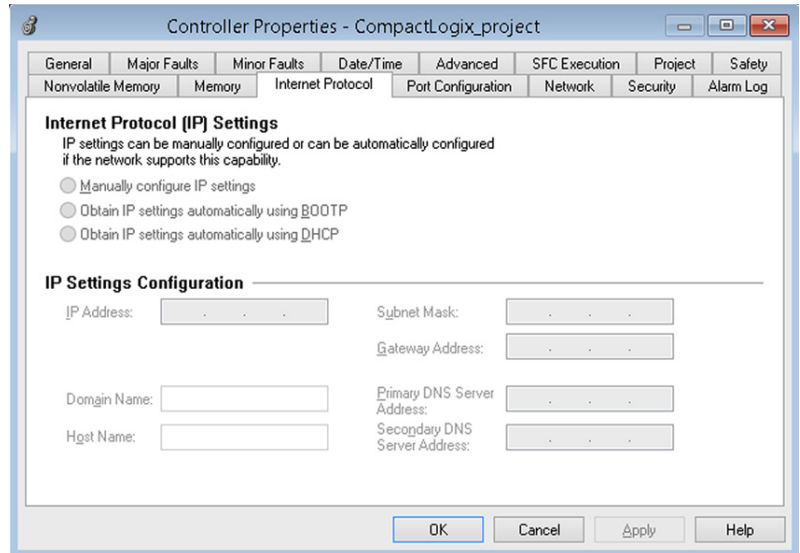 Controller Properties - CompactLogix_project
General Major Faults Minor Faults Date/Time Advanced SFC Execution Project Safety
Nonvolatile Memory Memory Internet Protocol Port Configuration Network Security Alarm Log
Internet Protocol (IP) Settings
IP settings can be manually configured or can be automatically configured
if the network supports this capability.
Manually configure IP settings
Obtain IP settings automatically using BOOTP
Obtain IP settings automatically using DHCP
IP Settings Configuration
IP Address: . . . Subnet Mask: . . .
Gateway Address: . . .
Domain Name: Primary DNS Server
Address: . . .
Host Name: Secondary DNS
Server Address: . . .
OK Cancel Apply Help